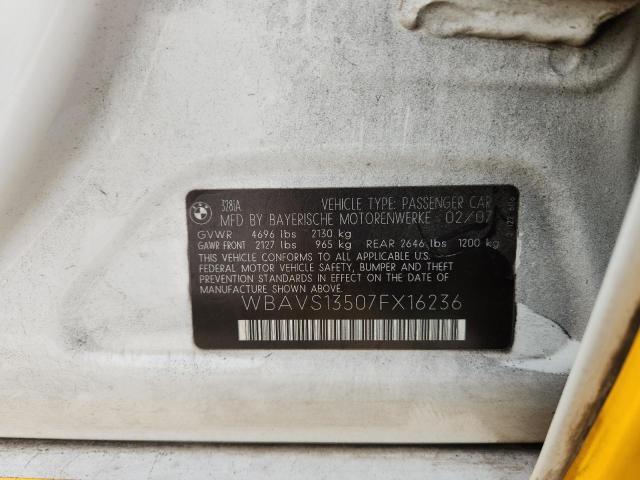 328iA VEHICLE TYPE: PASSENGER CAR
MFD BY BAYERISCHE MOTORENWERKE 02/07
GVWR 4696 lbs 2130 kg
GAWR FRONT 2127 lbs 965 kg REAR 2646 lbs 1200 kg
THIS VEHICLE CONFORMS TO ALL APPLICABLE U.S.
FEDERAL MOTOR VEHICLE SAFETY, BUMPER AND THEFT
STANDARDS IN EFFECT ON THE DATE OF MANUFACTURE
SHOWN ABOVE.
WBAVS13507FX16236